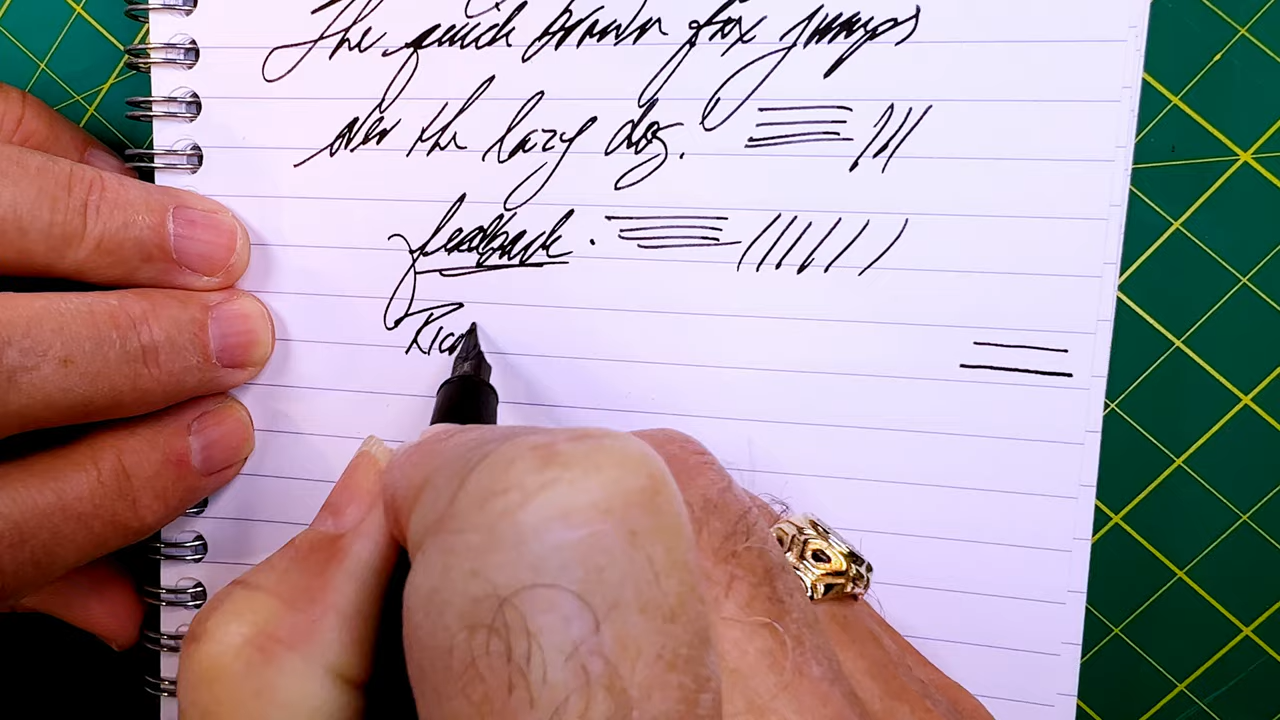 The quick brown fox jumps
over the lazy dog.
feedback.